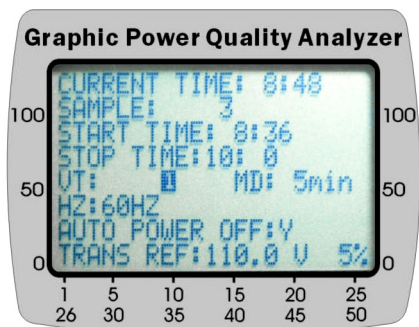 Graphic Power Quality Analyzer
CURRENT TIME: 8:48
SAMPLE: 3
START TIME: 8:36
STOP TIME:10: 0
VT: 1 MD: 5min
HZ:60HZ
AUTO POWER OFF:Y
TRANS REF:110.0 V 5%
100 100
50 50
0 0
1 5 10 15 20 25
26 30 35 40 45 50